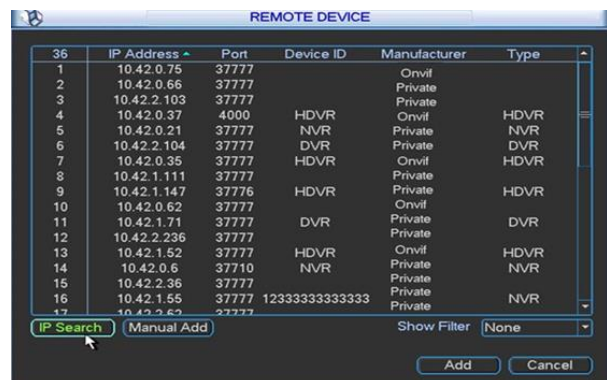 REMOTE DEVICE
36 IP Address Port Device ID Manufacturer Type
1 10.42.0.75 37777 Onvif
2 10.42.0.66 37777 Private
3 10.42.2.103 37777 Private
4 10.42.0.37 4000 HDVR Onvif HDVR
5 10.42.0.21 37777 NVR Private NVR
6 10.42.2.104 37777 DVR Private DVR
7 10.42.0.35 37777 HDVR Onvif HDVR
8 10.42.1.111 37777 Private
9 10.42.1.147 37776 HDVR Private HDVR
10 10.42.0.62 37777 Onvif
11 10.42.1.71 37777 DVR Private DVR
12 10.42.2.236 37777 Private
13 10.42.1.52 37777 HDVR Onvif HDVR
14 10.42.0.6 37710 NVR Private NVR
15 10.42.2.36 37777 Private
16 10.42.1.55 37777 12333333333333 Private NVR
17 10.42.2.62 37777 Private
IP Search Manual Add Show Filter None
Add Cancel